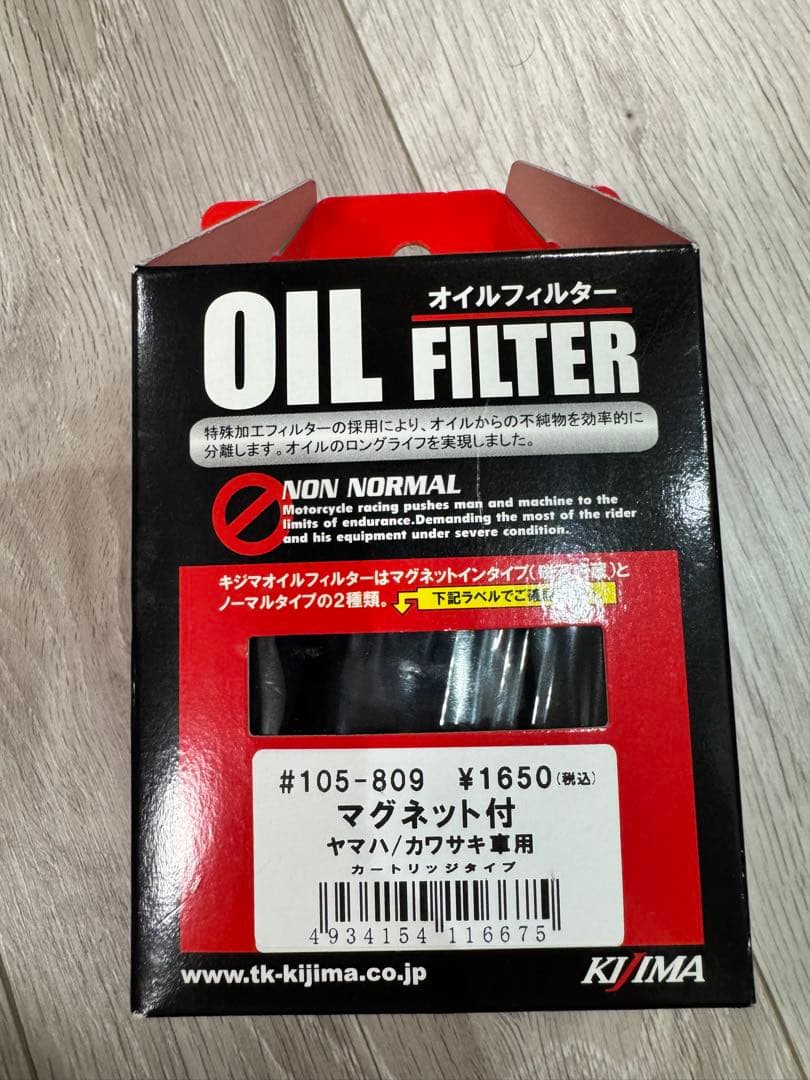 OIL
オイルフィルター
FILTER
特殊加工フィルターの採用により、オイルからの不純物を効率的に
分離します。オイルのロングライフを実現しました。
NON NORMAL
Motorcycle racing pushes man and machine to the
limits of endurance.Demanding the most of the rider
and his equipment under severe condition.
キジマオイルフィルターはマグネットインタイプ(
)と
ノーマルタイプの2種類。
下記ラベルでご確認
#105-809 ¥1650(税込)
マグネット付
ヤマハ/カワサキ車用
カートリッジタイプ
4934154 116675
www.tk-kijima.co.jp
KIJIMA